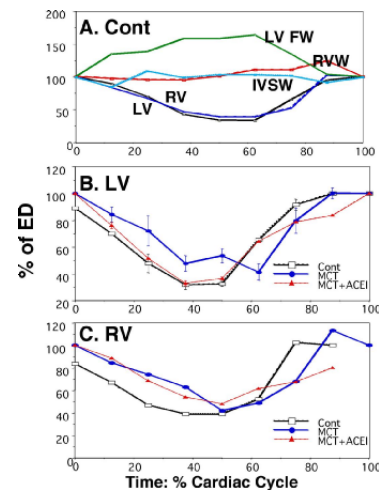 A. Cont
LV FW
RVW
IVSW
RV
LV
200
150
100
50
0
0 20 40 60 80 100
B. LV
120
100
80
60
40
20
Cont
MCT
MCT+ACEI
0 20 40 60 80 100
% of ED
C. RV
120
100
80
60
40
20
0
Cont
MCT
MCT+ACEI
0 20 40 60 80 100
Time: % Cardiac Cycle